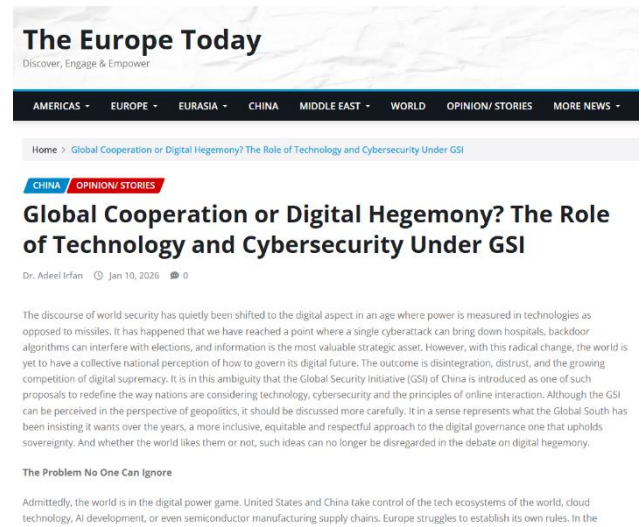 The Europe Today
Discover, Engage & Empower
AMERICAS EUROPE EURASIA CHINA MIDDLE EAST WORLD OPINION/ STORIES MORE NEWS
Home > Global Cooperation or Digital Hegemony? The Role of Technology and Cybersecurity Under GSI
CHINA OPINION/ STORIES
Global Cooperation or Digital Hegemony? The Role
of Technology and Cybersecurity Under GSI
Dr. Adeel Irfan Jan 10, 2026 0
The discourse of world security has quietly been shifted to the digital aspect in an age where power is measured in technologies as
opposed to missiles. It has happened that we have reached a point where a single cyberattack can bring down hospitals, backdoor
algorithms can interfere with elections, and information is the most valuable strategic asset. However, with this radical change, the world is
yet to have a collective national perception of how to govern its digital future. The outcome is disintegration, distrust, and the growing
competition of digital supremacy. It is in this ambiguity that the Global Security Initiative (GSI) of China is introduced as one of such
proposals to redefine the way nations are considering technology, cybersecurity and the principles of online interaction. Although the GSI
can be perceived in the perspective of geopolitics, it should be discussed more carefully. It in a sense represents what the Global South has
been insisting it wants over the years, a more inclusive, equitable and respectful approach to the digital governance one that upholds
sovereignty. And whether the world likes them or not, such ideas can no longer be disregarded in the debate on digital hegemony.
The Problem No One Can Ignore
Admittedly, the world is in the digital power game. United States and China take control of the tech ecosystems of the world, cloud
technology, AI development, or even semiconductor manufacturing supply chains. Europe struggles to establish its own rules. In the